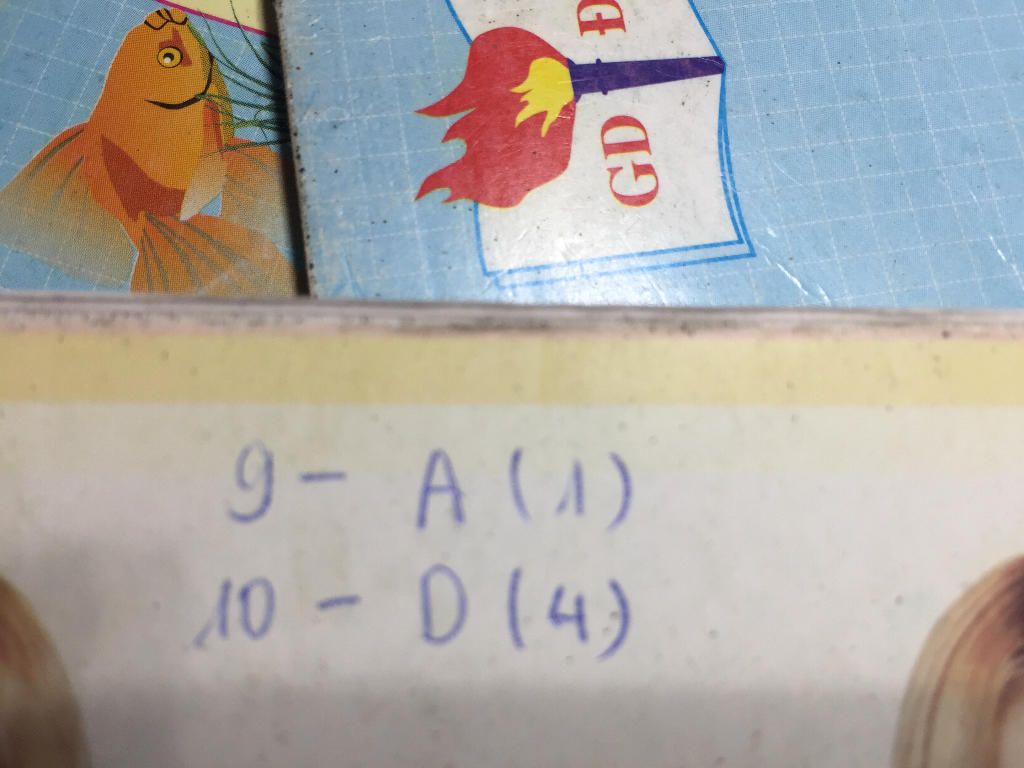 Đ
GD
9 - A (1)
10 - D (4)